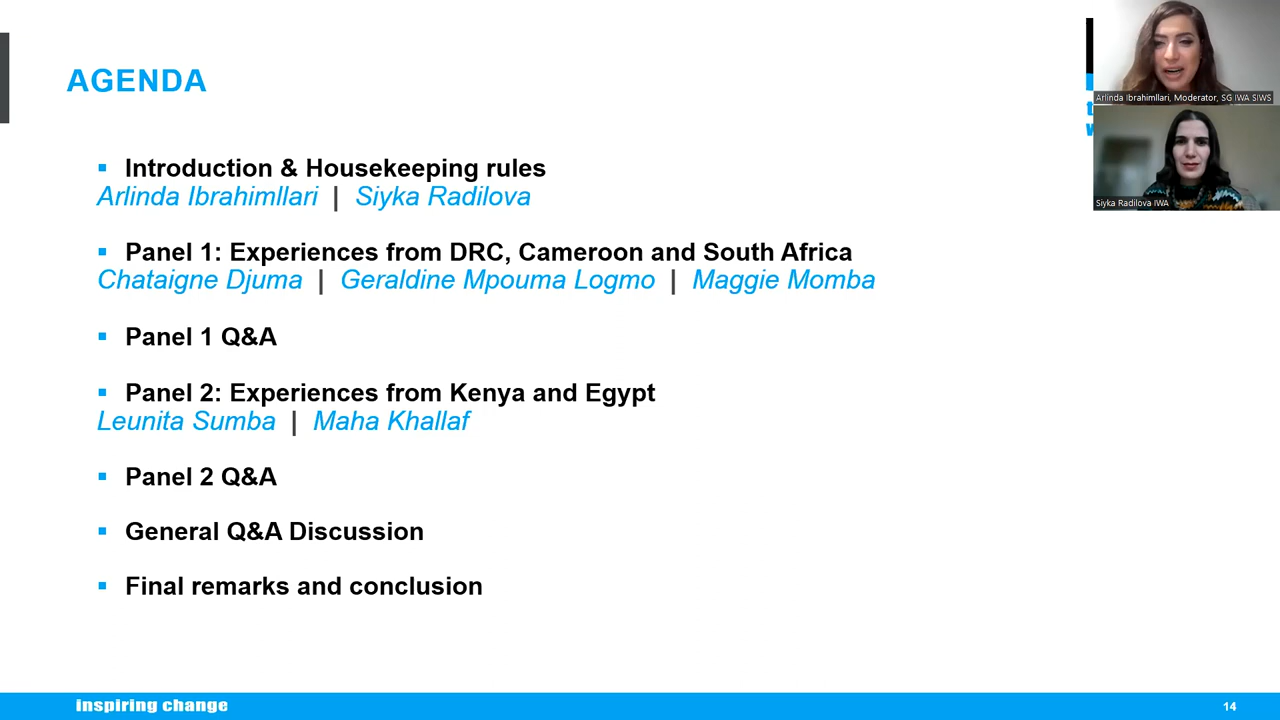 AGENDA
Introduction & Housekeeping rules
Arlinda Ibrahimllari | Siyka Radilova
Panel 1: Experiences from DRC, Cameroon and South Africa
Chataigne Djuma | Geraldine Mpouma Logmo | Maggie Momba
Panel 1 Q&A
Panel 2: Experiences from Kenya and Egypt
Leunita Sumba | Maha Khallaf
Panel 2 Q&A
General Q&A Discussion
Final remarks and conclusion
Arlinda Ibrahimllari, Moderator, SG IWA SIWS
Siyka Radilova IWA
inspiring change
14